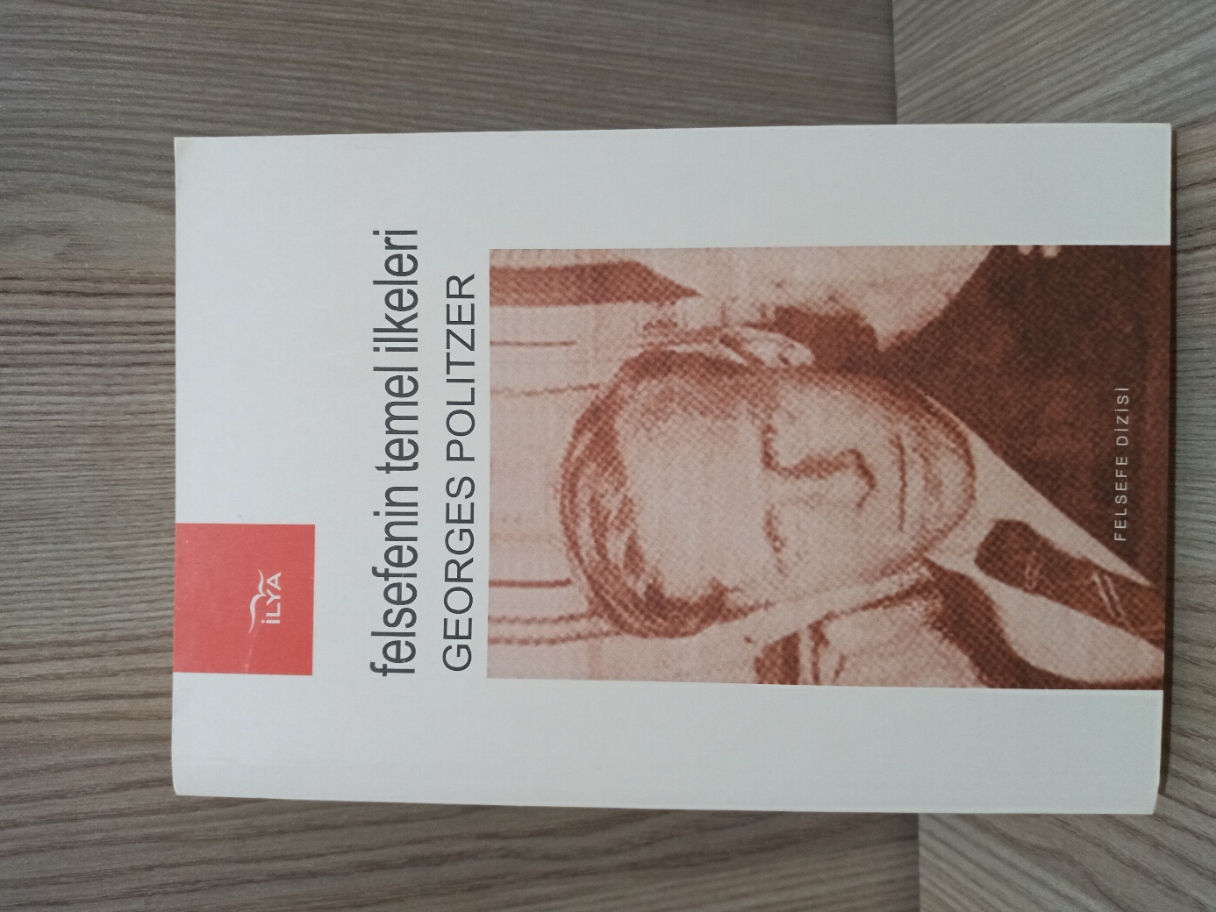 İLYA
felsefenin temel ilkeleri
GEORGES POLITZER
FELSEFE DİZİSİ